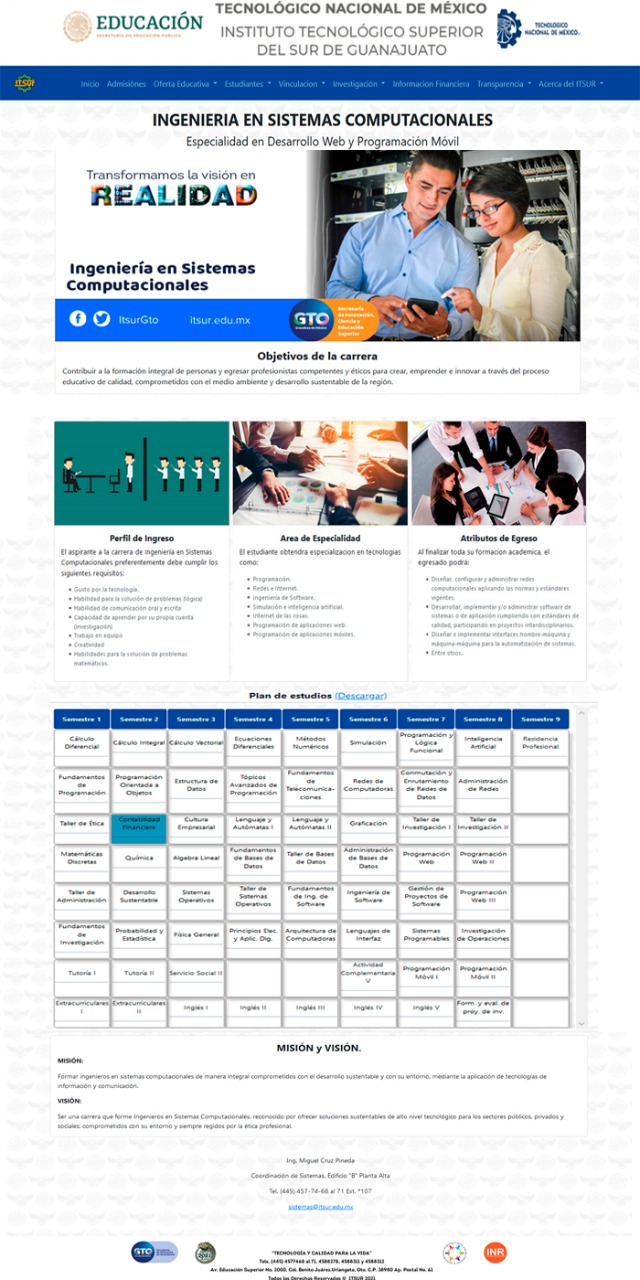 EDUCACIÓN
SECRETARÍA DE EDUCACIÓN PÚBLICA
TECNOLÓGICO NACIONAL DE MÉXICO
INSTITUTO TECNOLÓGICO SUPERIOR
DEL SUR DE GUANAJUATO
TECNOLÓGICO
NACIONAL DE MÉXICO
ITSUR
Inicio Admisiónes Oferta Educativa Estudiantes Vinculacion Investigación Informacion Financiera Transparencia Acerca del ITSUR
INGENIERIA EN SISTEMAS COMPUTACIONALES
Especialidad en Desarrollo Web y Programación Móvil
Transformamos la visión en
REALIDAD
Ingeniería en Sistemas
Computacionales
ItsurGto itsur.edu.mx
GTO
Secretaría
de Innovación,
Ciencia y
Educación
Superior
Objetivos de la carrera
Contribuir a la formación integral de personas y egresar profesionistas competentes y éticos para crear, emprender e innovar a través del proceso
educativo de calidad, comprometidos con el medio ambiente y desarrollo sustentable de la región.
Perfil de Ingreso
El aspirante a la carrera de Ingeniería en Sistemas
Computacionales preferentemente debe cumplir los
siguientes requisitos:
Gusto por la tecnología.
Habilidad para la solución de problemas (lógica)
Habilidad de comunicación oral y escrita
Capacidad de aprender por su propia cuenta
(investigación)
Trabajo en equipo
Creatividad
Habilidades para la solución de problemas
matemáticos.
Area de Especialidad
El estudiante obtendra especializacion en tecnologias
como:
Programación.
Redes e Internet.
Ingeniería de Software.
Simulación e inteligencia artificial.
Internet de las cosas.
Programación de aplicaciones web.
Programación de aplicaciones móviles.
Atributos de Egreso
Al finalizar toda su formacion academica, el
egresado podrá:
Diseñar, configurar y administrar redes
computacionales aplicando las normas y estándares
vigentes.
Desarrollar, implementar y/o administrar software de
sistemas o de aplicación cumpliendo con estándares de
calidad, participando en proyectos interdisciplinarios.
Diseñar e implementar interfaces hombre-máquina y
máquina-máquina para la automatización de sistemas.
Entre otros..
Plan de estudios (Descargar)
Semestre 1 Semestre 2 Semestre 3 Semestre 4 Semestre 5 Semestre 6 Semestre 7 Semestre 8 Semestre 9
Cálculo Diferencial Cálculo Integral Cálculo Vectorial Ecuaciones Diferenciales Métodos Numéricos Simulación Programación y Lógica Funcional Inteligencia Artificial Residencia Profesional
Fundamentos de Programación Programación Orientada a Objetos Estructura de Datos Tópicos Avanzados de Programación Fundamentos de Telecomunica-ciones Redes de Computadoras Conmutación y Enrutamiento de Redes de Datos Administración de Redes
Taller de Ética Contabilidad Financiera Cultura Empresarial Lenguaje y Autómatas I Lenguaje y Autómatas II Graficación Taller de Investigación I Taller de Investigación II
Matemáticas Discretas Química Algebra Lineal Fundamentos de Bases de Datos Taller de Bases de Datos Administración de Bases de Datos Programación Web Programación Web II
Taller de Administración Desarrollo Sustentable Sistemas Operativos Taller de Sistemas Operativos Fundamentos de Ing. de Software Ingeniería de Software Gestión de Proyectos de Software Programación Web III
Fundamentos de Investigación Probabilidad y Estadística Física General Principios Elec. y Aplic. Dig. Arquitectura de Computadoras Lenguajes de Interfaz Sistemas Programables Investigación de Operaciones
Tutoría I Tutoría II Servicio Social II Actividad Complementaria V Programación Móvil I Programación Móvil II
Extracurriculares I Extracurriculares II Inglés I Inglés II Inglés III Inglés IV Inglés V Form. y eval. de proy. de inv.
MISIÓN y VISIÓN.
MISIÓN:
Formar ingenieros en sistemas computacionales de manera integral comprometidos con el desarrollo sustentable y con su entorno, mediante la aplicación de tecnologías de
información y comunicación.
VISIÓN:
Ser una carrera que forme Ingenieros en Sistemas Computacionales, reconocido por ofrecer soluciones sustentables de alto nivel tecnológico para los sectores públicos, privados y
sociales; comprometidos con su entorno y siempre regidos por la ética profesional.
Ing. Miguel Cruz Pineda
Coordinación de Sistemas, Edificio "B" Planta Alta
Tel. (445) 457-74-68 al 71 Ext. *107
sistemas@itsur.edu.mx
GTO
2021
INR
"TECNOLOGÍA Y CALIDAD PARA LA VIDA"
Tels. (445) 4577468 al 71, 4588278, 4588311 y 4588313
Av. Educación Superior No. 2000, Col. Benito Juárez,Uriangato, Gto. C.P. 38980 Ap. Postal No. 61
Todos los Derechos Reservados © ITSUR 2021